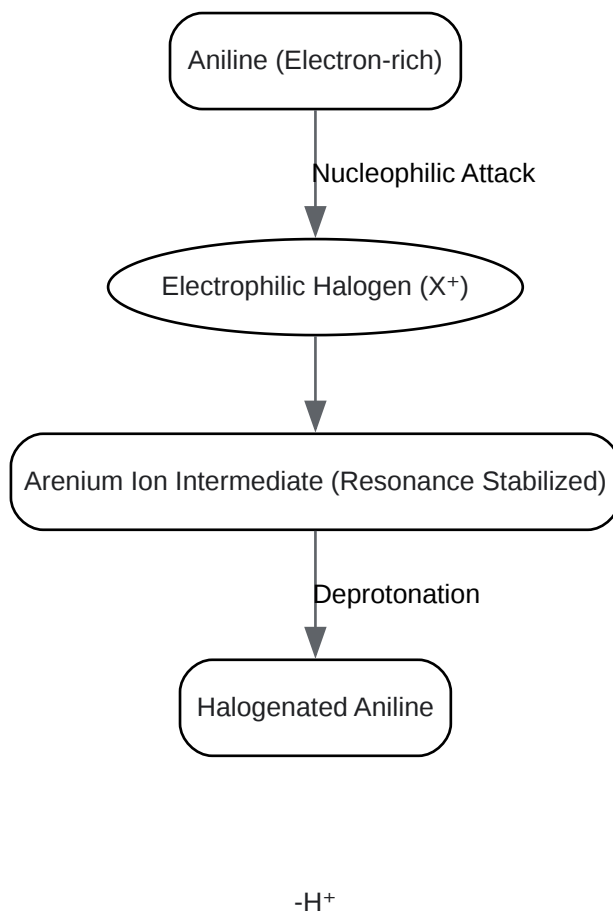 Aniline (Electron-rich)
Nucleophilic Attack
Electrophilic Halogen (X⁺)
Arenium Ion Intermediate (Resonance Stabilized)
Deprotonation
Halogenated Aniline
-H⁺